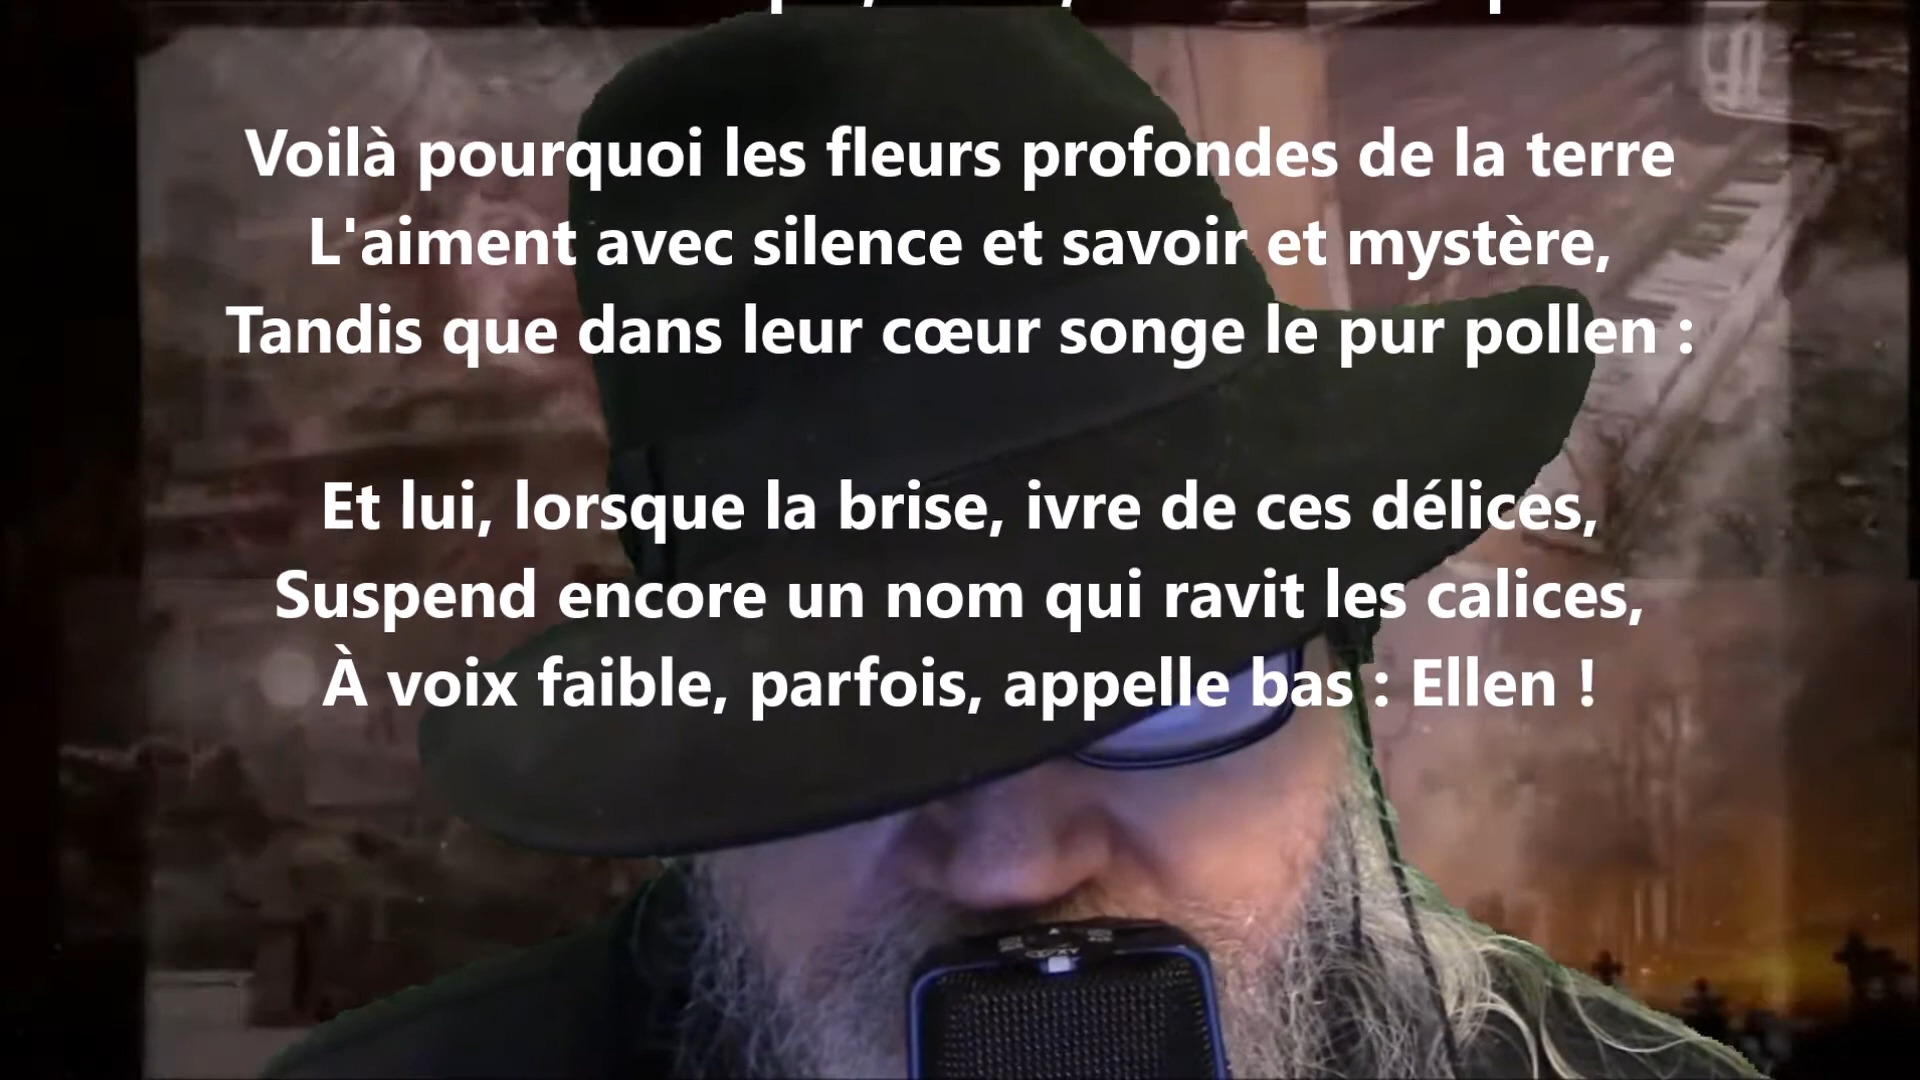 Voilà pourquoi les fleurs profondes de la terre
L'aiment avec silence et savoir et mystère,
Tandis que dans leur cœur songe le pur pollen :
Et lui, lorsque la brise, ivre de ces délices,
Suspend encore un nom qui ravit les calices,
À voix faible, parfois, appelle bas : Ellen !